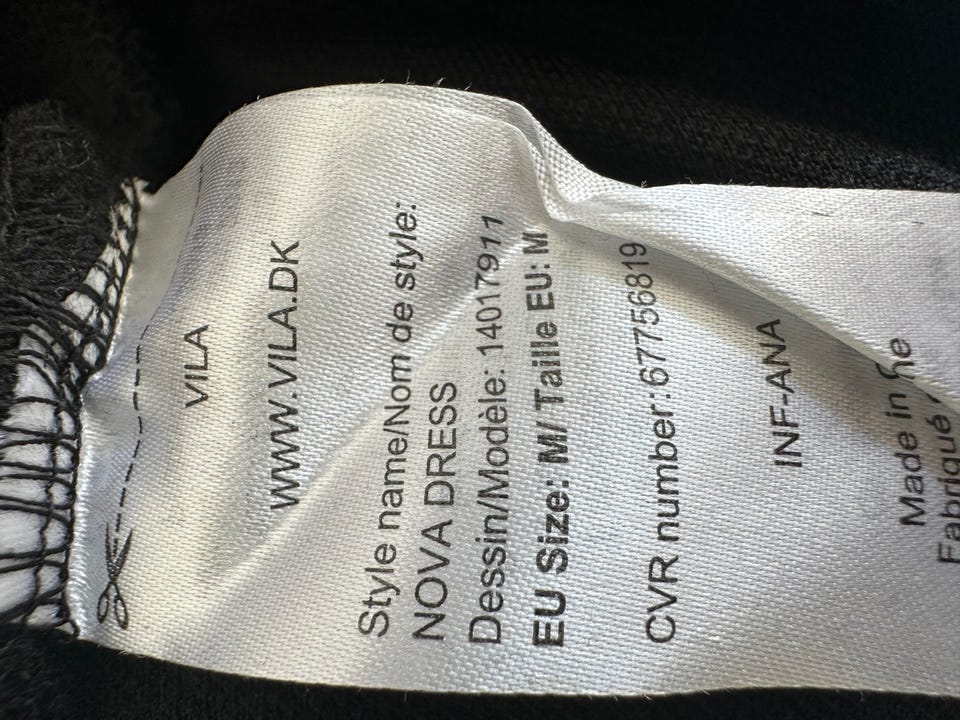 VILA
WWW.VILA.DK
Style name/Nom de style:
NOVA DRESS
Dessin/Modèle: 14017911
EU Size: M/ Taille EU: M
CVR number:67756819
INF-ANA
Made in
Fabriqué